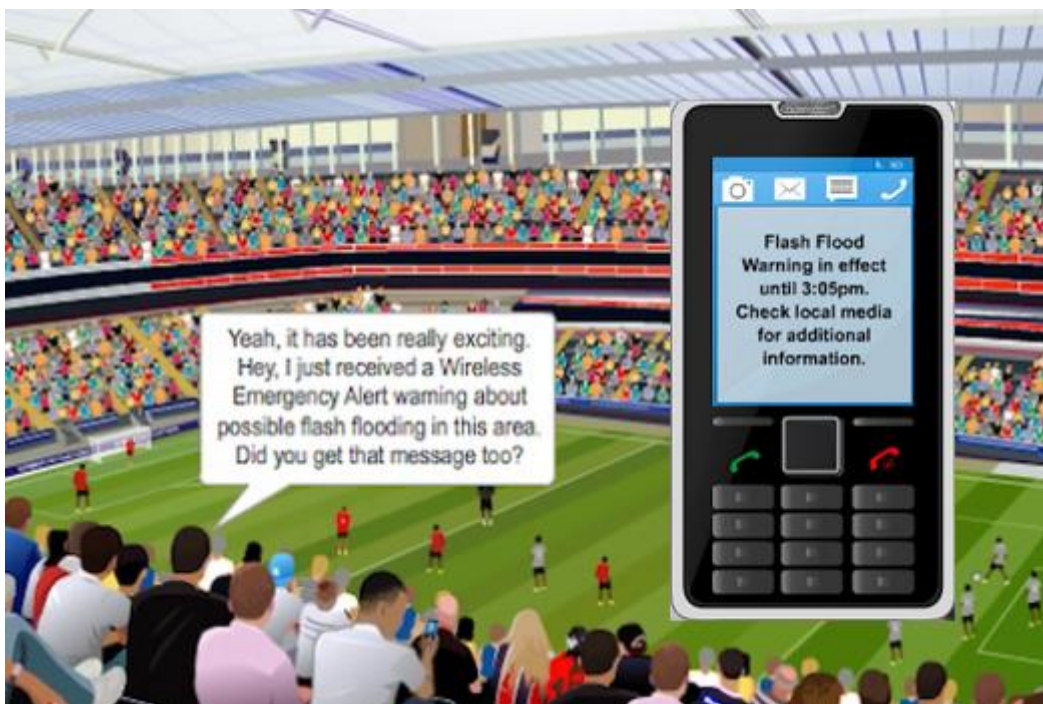 Yeah, it has been really exciting.
Hey, I just received a Wireless
Emergency Alert warning about
possible flash flooding in this area.
Did you get that message too?
Flash Flood
Warning in effect
until 3:05pm.
Check local media
for additional
information.